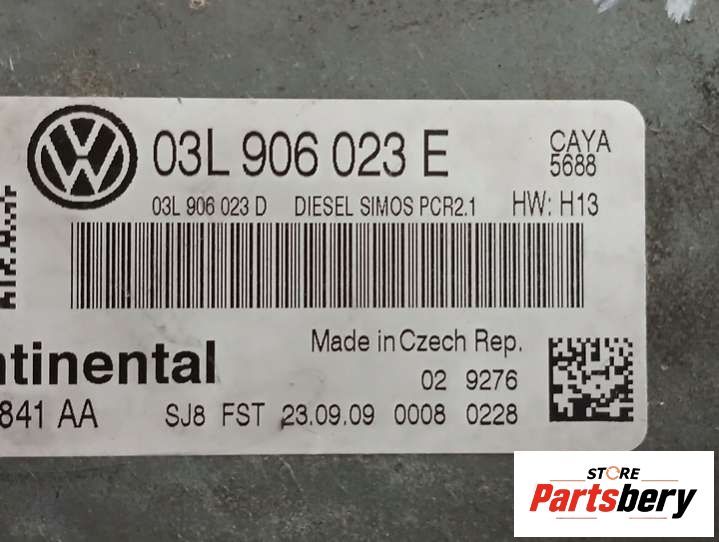 03L 906 023 E
CAYA
5688
03L 906 023 D DIESEL SIMOS PCR2.1 HW: H13
Made in Czech Rep.
ntinental
02 9276
841 AA SJ8 FST 23.09.09 0008 0228
STORE
Partsbery